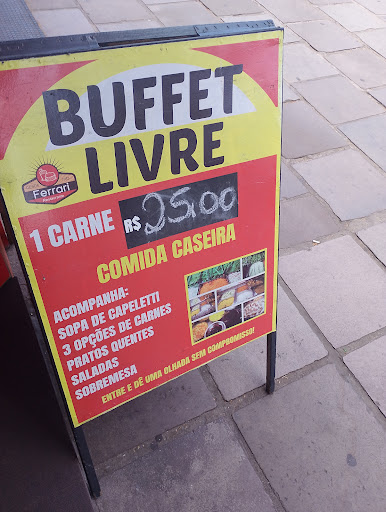 BUFFET
LIVRE
Ferrari
1 CARNE R$ 25,00
COMIDA CASEIRA
ACOMPANHA:
SOPA DE CAPELETTI
3 OPÇÕES DE CARNES
PRATOS QUENTES
SALADAS
SOBREMESA
ENTRE E DÊ UMA OLHADA SEM COMPROMISSO!